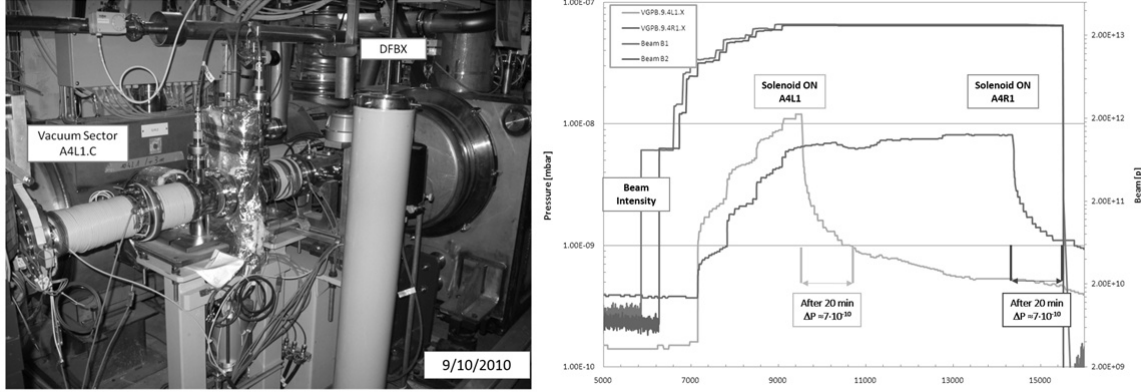 DFBX
Vacuum Sector
A4L1.C
9/10/2010
1.00E-07
1.00E-08
1.00E-09
1.00E-10
Pressure [mbar]
VGPB.9.4L1.X
VGPB.9.4R1.X
Beam B1
Beam B2
Solenoid ON
A4L1
Solenoid ON
A4R1
Beam
Intensity
After 20 min
ΔP ≈7·10⁻¹⁰
After 20 min
ΔP ≈7·10⁻¹⁰
5000
7000
9000
11000
13000
15000
2.00E+13
2.00E+12
2.00E+11
2.00E+10
2.00E+09
Beam [p]